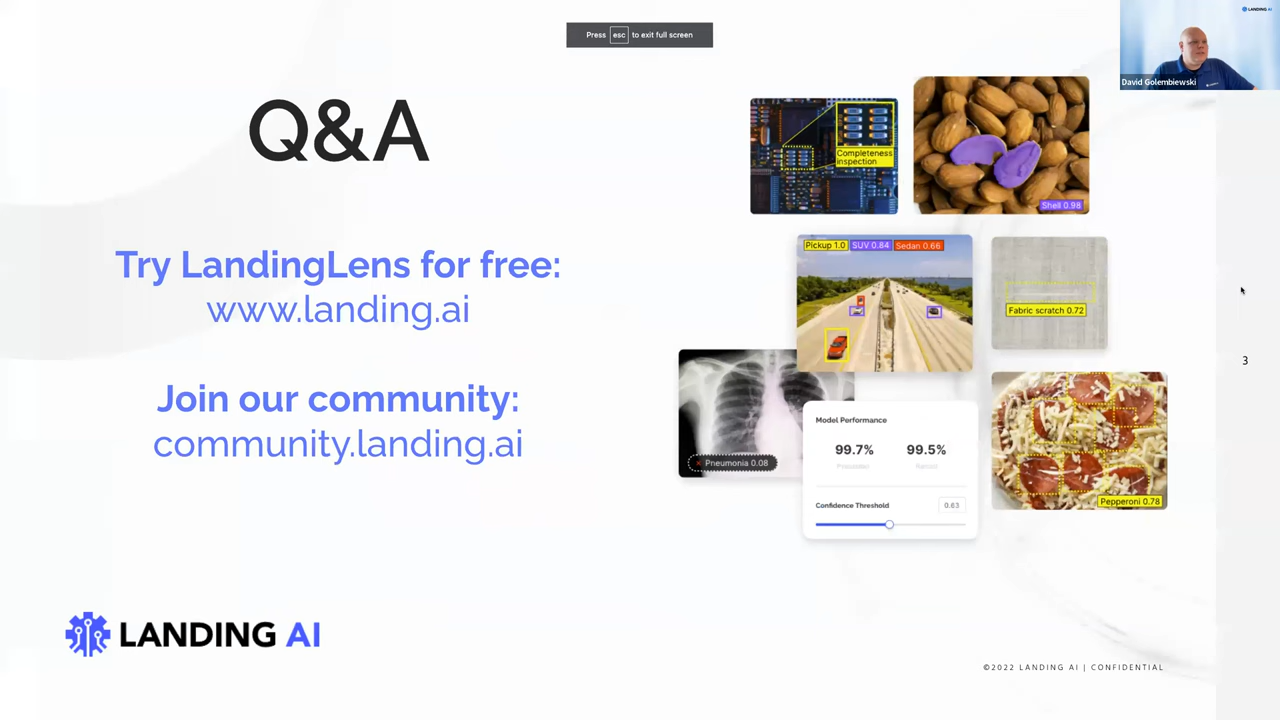 Press esc to exit full screen
LANDING AI
David Golembiewski
Q&A
Try LandingLens for free:
www.landing.ai
Join our community:
community.landing.ai
Completeness
inspection
Shell 0.98
Pickup 1.0 SUV 0.84 Sedan 0.66
Fabric scratch 0.72
3
× Pneumonia 0.08
Model Performance
99.7% 99.5%
Confidence Threshold 0.63
Pepperoni 0.78
LANDING AI
©2022 LANDING AI | CONFIDENTIAL